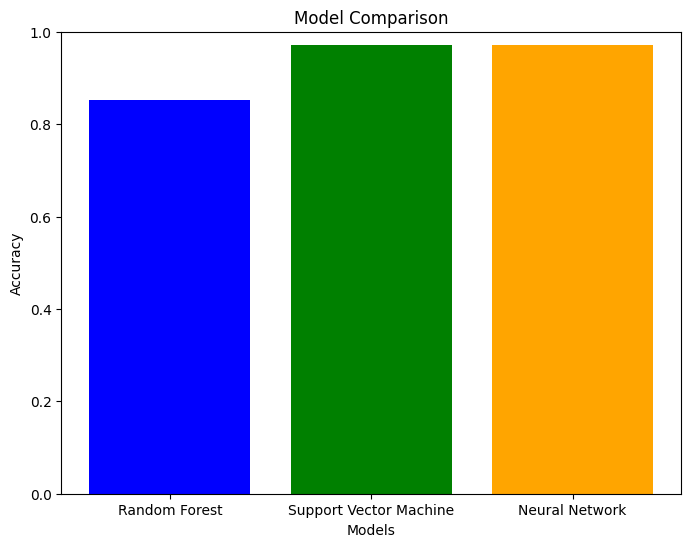 Model Comparison
1.0
0.8
0.6
0.4
0.2
0.0
Accuracy
Random Forest
Support Vector Machine
Neural Network
Models